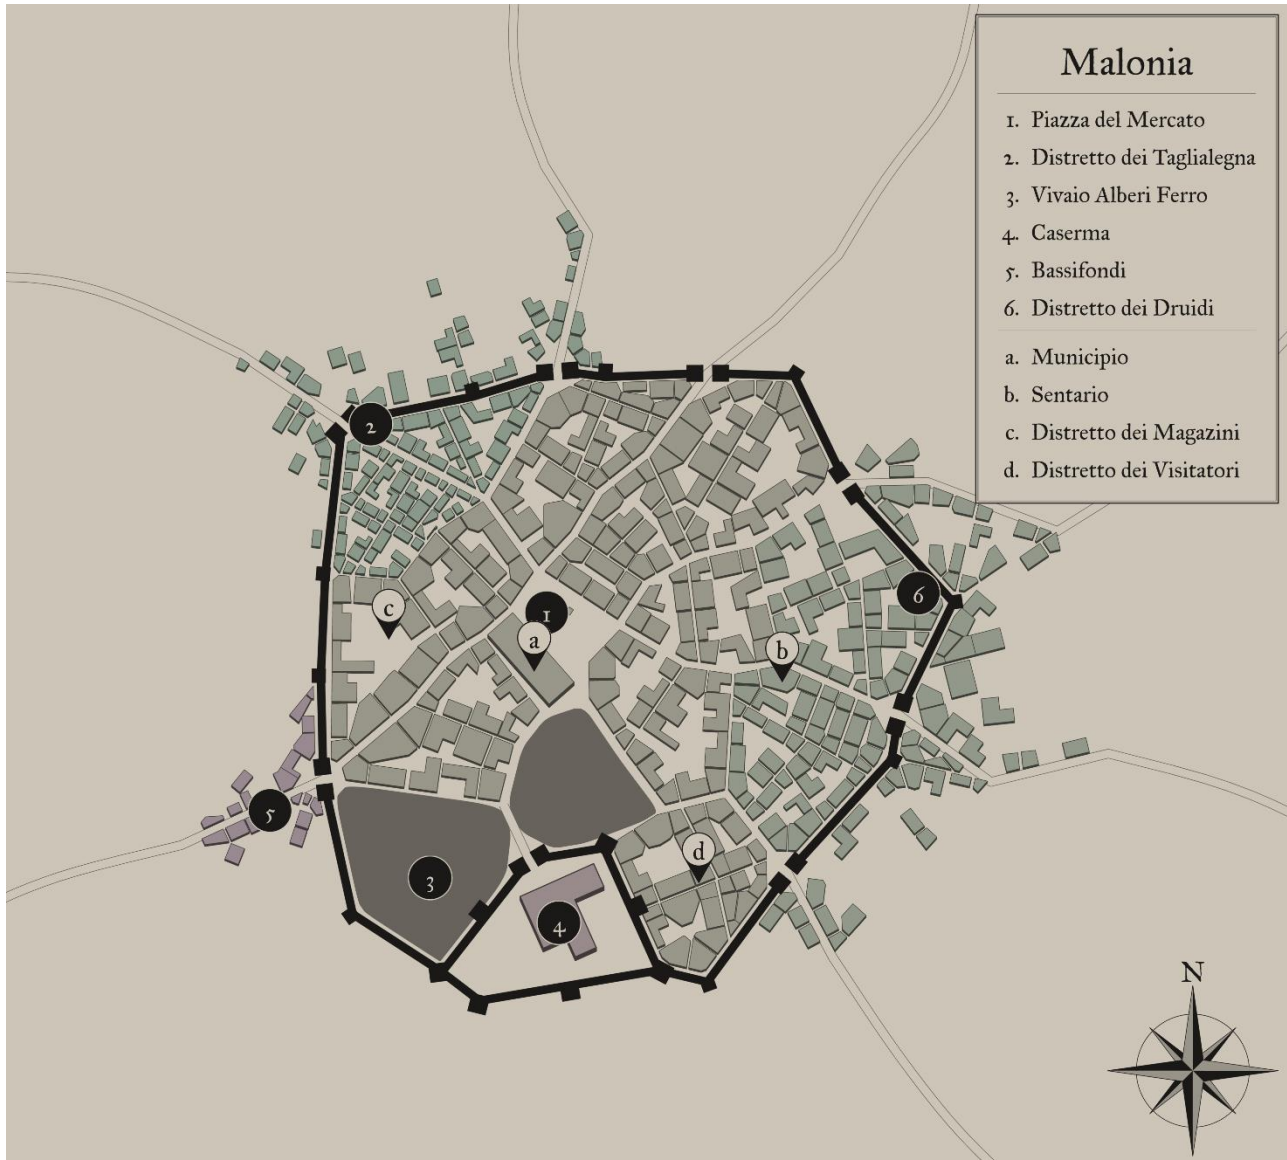 Malonia
1. Piazza del Mercato
2. Distretto dei Taglialegna
3. Vivaio Alberi Ferro
4. Caserma
5. Bassifondi
6. Distretto dei Druidi
a. Municipio
b. Sentario
c. Distretto dei Magazini
d. Distretto dei Visitatori
2
6
c
1
a
b
5
d
3
4
N